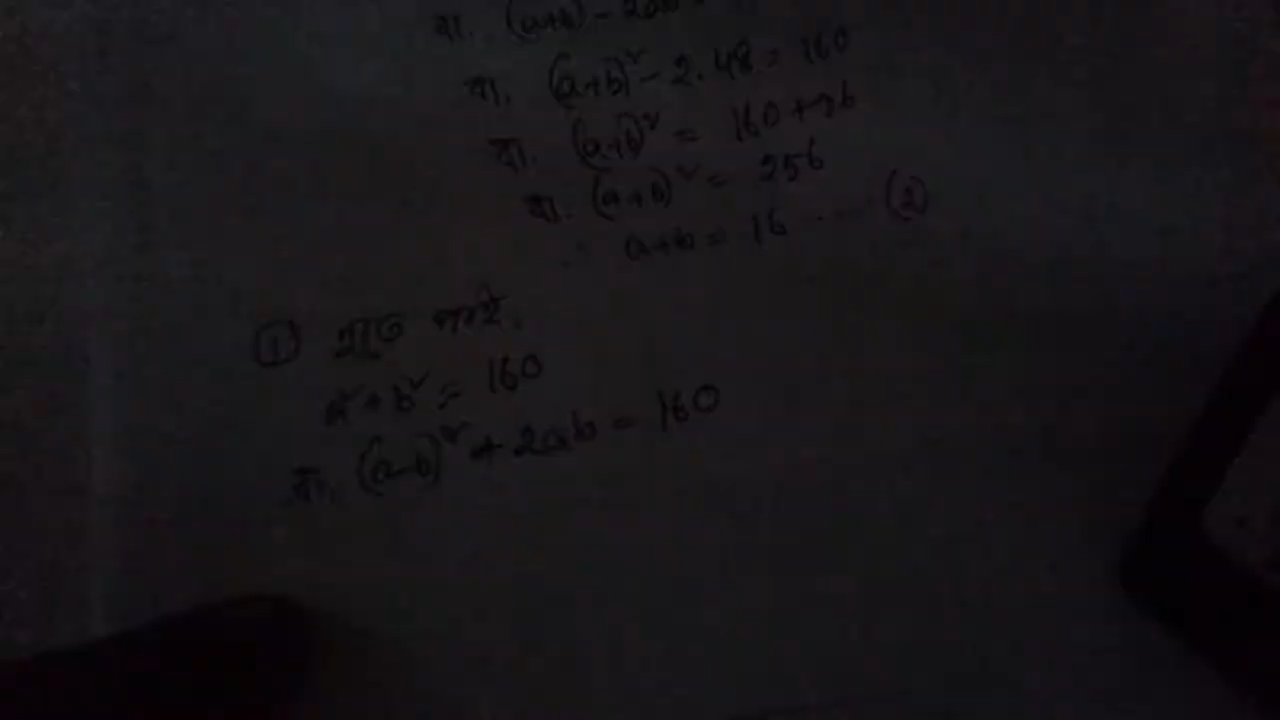 বা. (a+b) - 2ab
বা. (a+b)² - 2.48 = 160
বা. (a+b)² = 160 + 96
বা. (a+b)² = 256
∴ a+b = 16 .... (2)
① হতে পাই,
a² + b² = 160
বা. (a-b)² + 2ab = 160